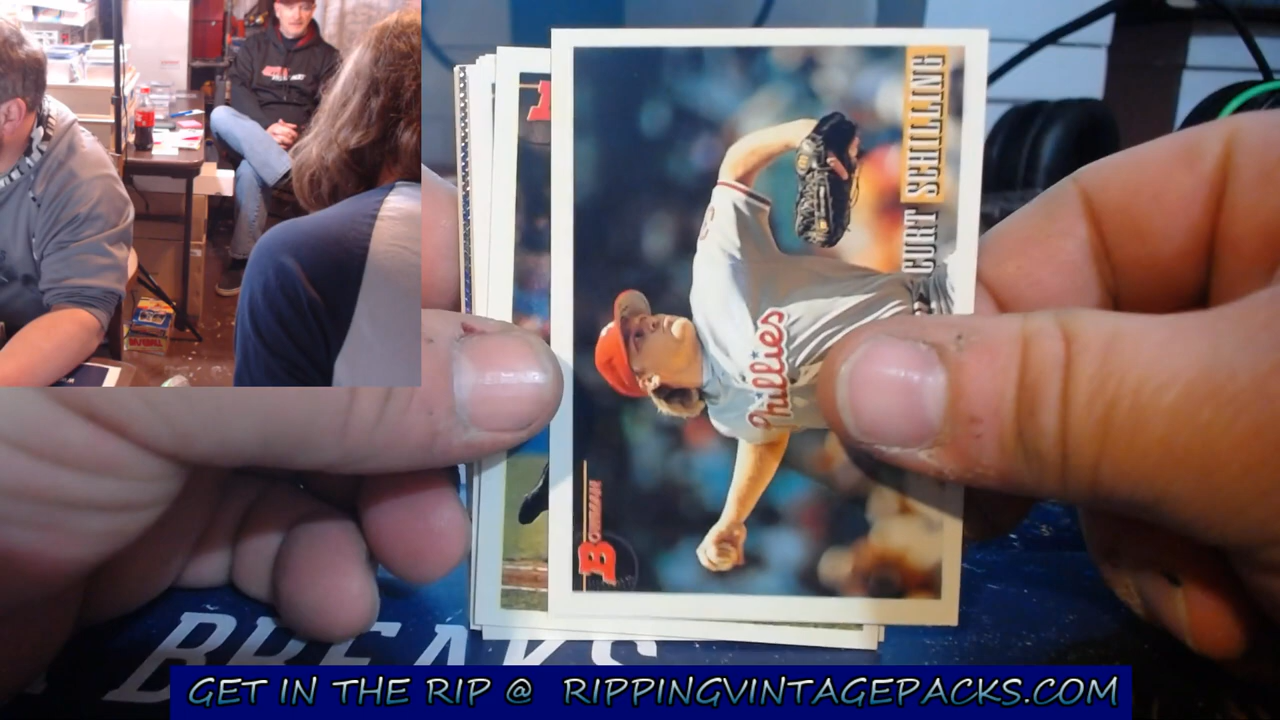 CURT SCHILLING
Phillies
BOWMAN
BREAKS
GET IN THE RIP @ RIPPINGVINTAGEPACKS.COM